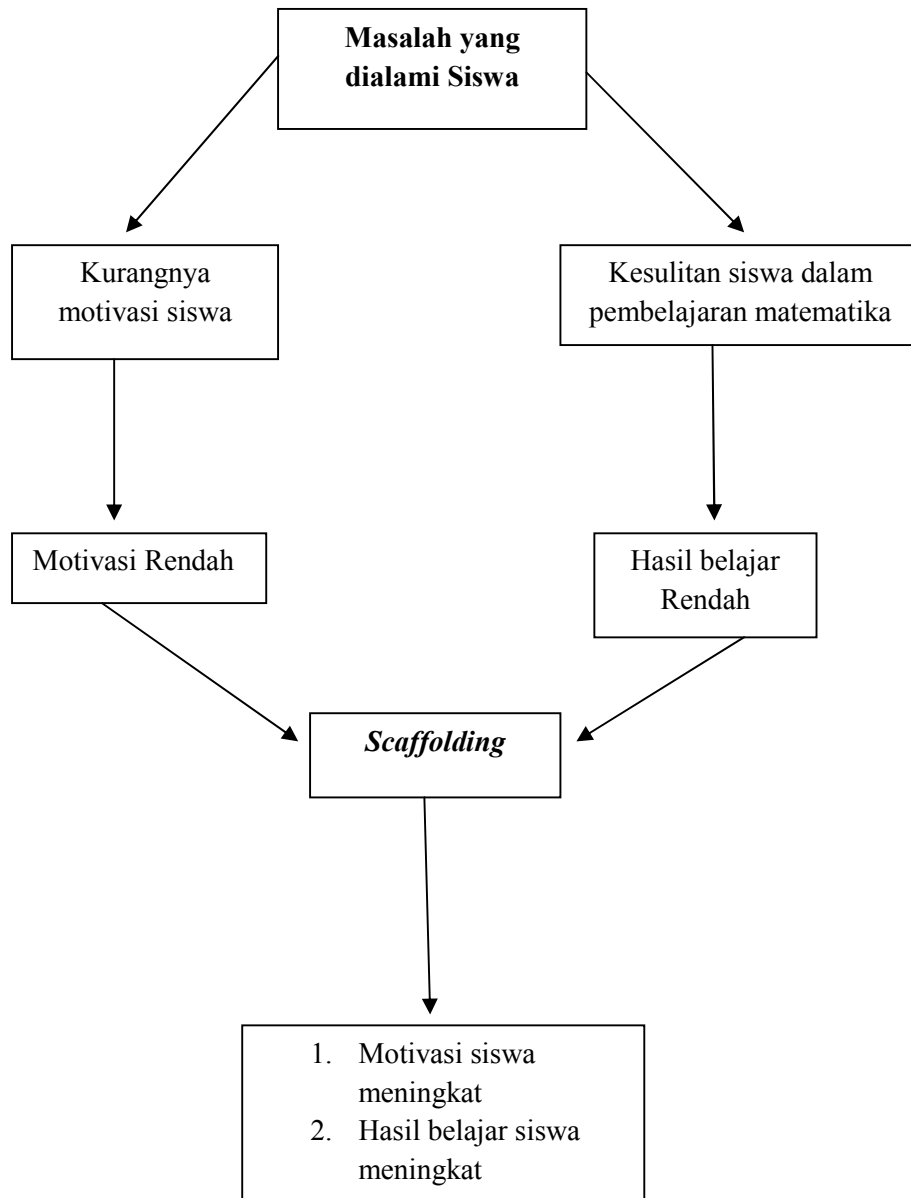 Masalah yang
dialami Siswa
Kurangnya
motivasi siswa
Kesulitan siswa dalam
pembelajaran matematika
Motivasi Rendah
Hasil belajar
Rendah
Scaffolding
1. Motivasi siswa
meningkat
2. Hasil belajar siswa
meningkat